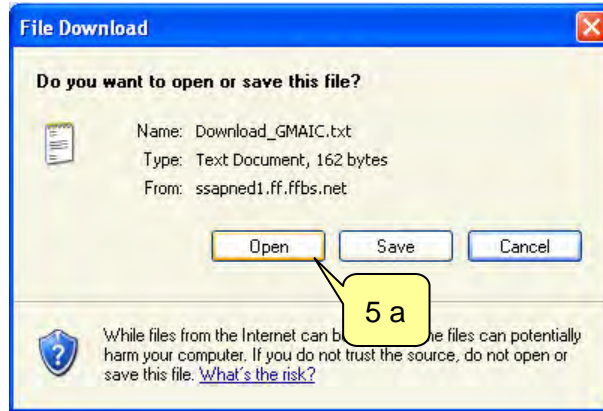 File Download
Do you want to open or save this file?
Name: Download_GMAIC.txt
Type: Text Document, 162 bytes
From: ssapned1.ff.ffbs.net
Open Save Cancel
5 a
While files from the Internet can b he files can potentially
harm your computer. If you do not trust the source, do not open or
save this file. What's the risk?